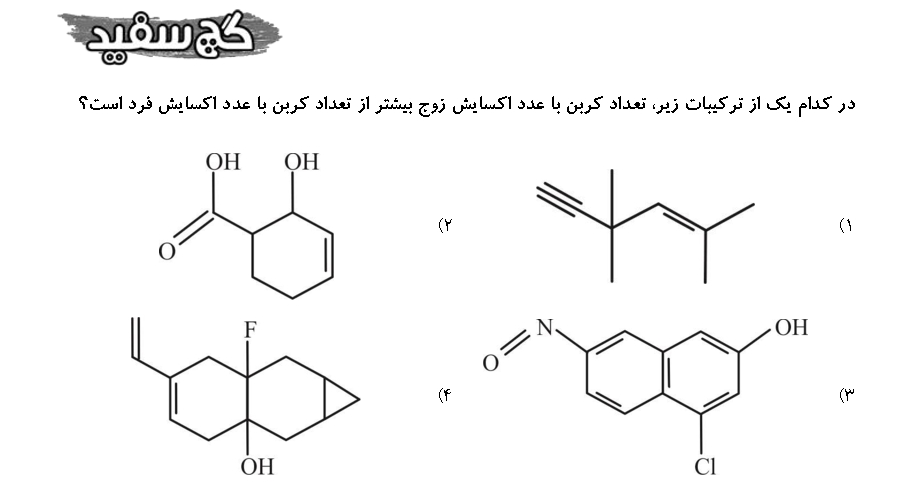 گچ سفید
در کدام یک از ترکیبات زیر، تعداد کربن با عدد اکسایش زوج بیشتر از تعداد کربن با عدد اکسایش فرد است؟
(۱
(۲
OH
OH
O
(۳
O
N
OH
Cl
(۴
F
OH